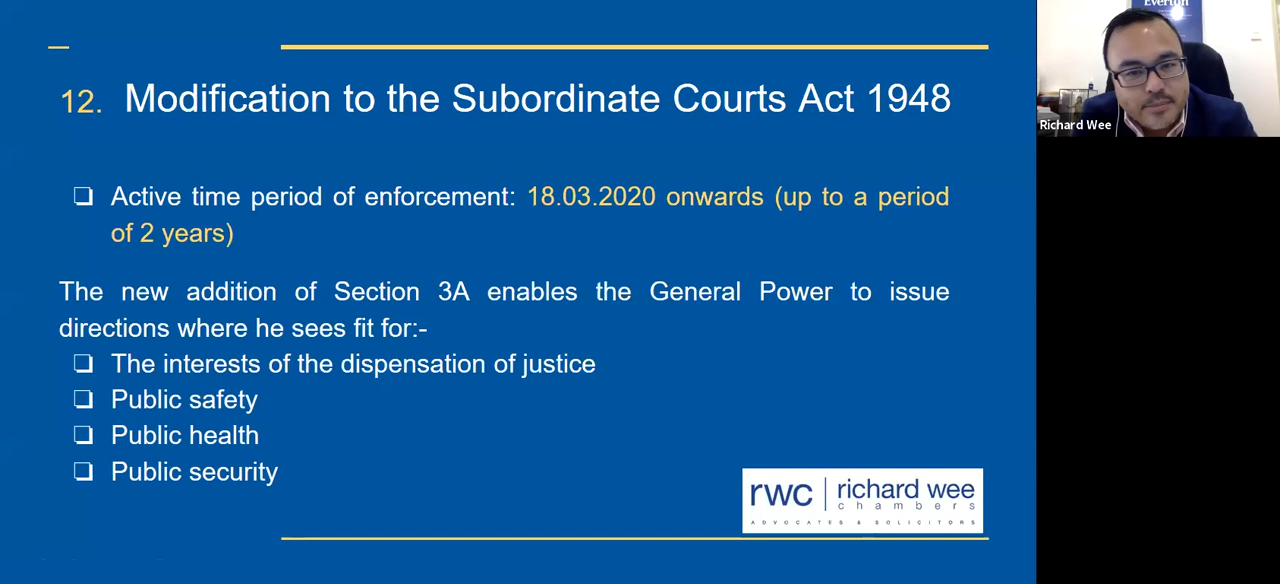 12. Modification to the Subordinate Courts Act 1948
❏ Active time period of enforcement: 18.03.2020 onwards (up to a period
of 2 years)
The new addition of Section 3A enables the General Power to issue
directions where he sees fit for:-
❏ The interests of the dispensation of justice
❏ Public safety
❏ Public health
❏ Public security
rwc | richard wee
chambers
ADVOCATES & SOLICITORS
Everton
Richard Wee